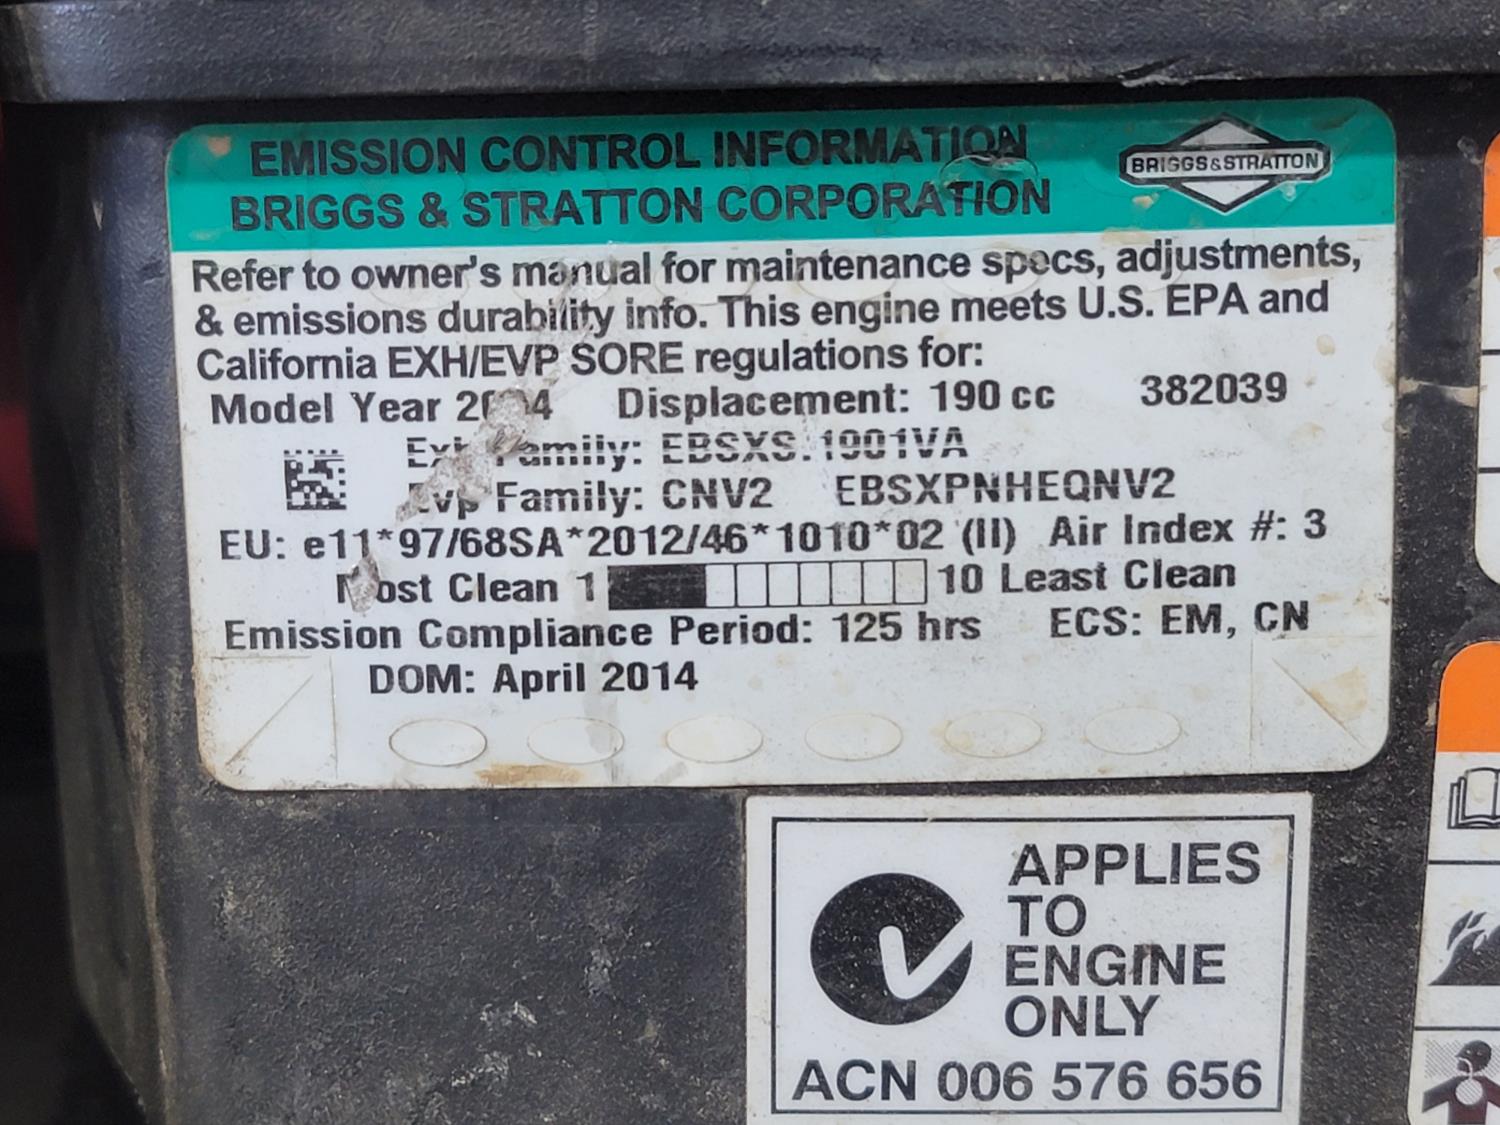 EMISSION CONTROL INFORMATION
BRIGGS & STRATTON CORPORATION
BRIGGS&STRATTON
Refer to owner's manual for maintenance specs, adjustments,
& emissions durability info. This engine meets U.S. EPA and
California EXH/EVP SORE regulations for:
Model Year Displacement: 190 cc 382039
Family: EBSXS.1901VA
Evp Family: CNV2 EBSXPNHEQNV2
EU: e11*97/68SA*2012/46*1010*02 (II) Air Index #: 3
Most Clean 1 10 Least Clean
Emission Compliance Period: 125 hrs ECS: EM, CN
DOM: April 2014
APPLIES
TO
ENGINE
ONLY
ACN 006 576 656